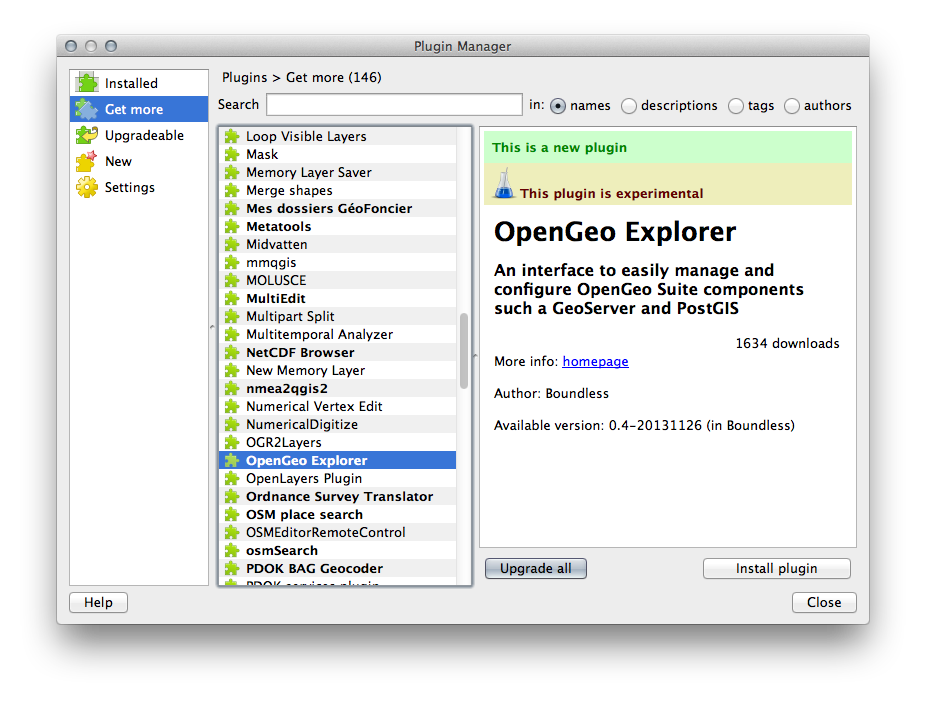 Plugin Manager
Installed
Get more
Upgradeable
New
Settings
Plugins > Get more (146)
Search in: names descriptions tags authors
Loop Visible Layers
Mask
Memory Layer Saver
Merge shapes
Mes dossiers GéoFoncier
Metatools
Midvatten
mmqgis
MOLUSCE
MultiEdit
Multipart Split
Multitemporal Analyzer
NetCDF Browser
New Memory Layer
nmea2qgis2
Numerical Vertex Edit
NumericalDigitize
OGR2Layers
OpenGeo Explorer
OpenLayers Plugin
Ordnance Survey Translator
OSM place search
OSMEditorRemoteControl
osmSearch
PDOK BAG Geocoder
PDOK services plugin
This is a new plugin
This plugin is experimental
OpenGeo Explorer
An interface to easily manage and
configure OpenGeo Suite components
such a GeoServer and PostGIS
1634 downloads
More info: homepage
Author: Boundless
Available version: 0.4-20131126 (in Boundless)
Upgrade all
Install plugin
Help
Close